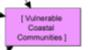 [ Vulnerable
Coastal
Communities ]